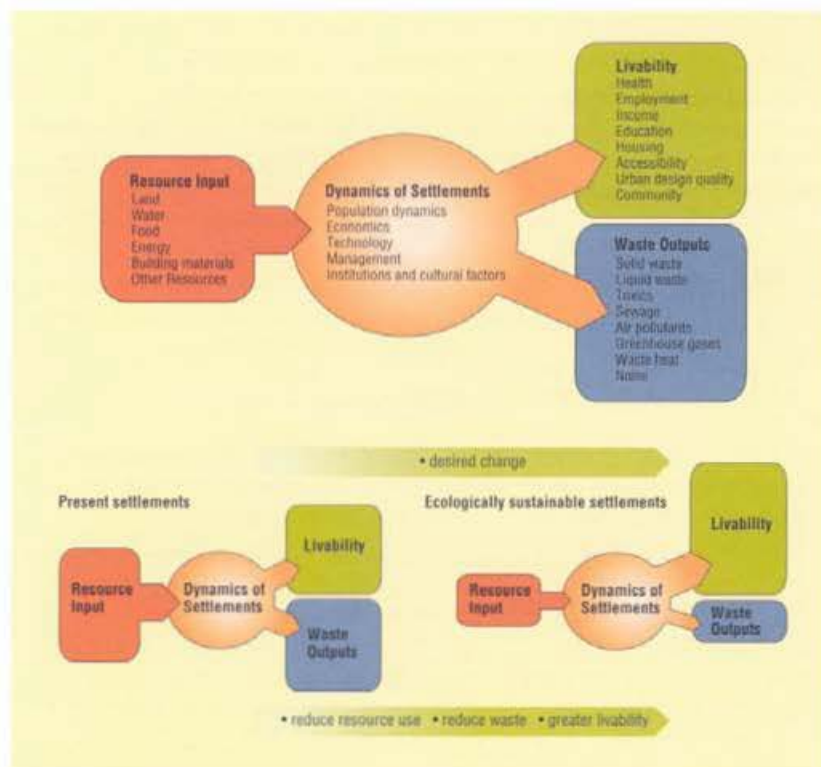 Livability
Health
Employment
Income
Education
Housing
Accessibility
Urban design quality
Community
Resource Input
Land
Water
Food
Energy
Building materials
Other Resources
Dynamics of Settlements
Population dynamics
Economics
Technology
Management
Institutions and cultural factors
Waste Outputs
Solid waste
Liquid waste
Toxics
Sewage
Air pollutants
Greenhouse gases
Waste heat
Noise
• desired change
Present settlements
Livability
Resource
Input
Dynamics of
Settlements
Waste
Outputs
Ecologically sustainable settlements
Livability
Resource
Input
Dynamics of
Settlements
Waste
Outputs
• reduce resource use • reduce waste • greater livability